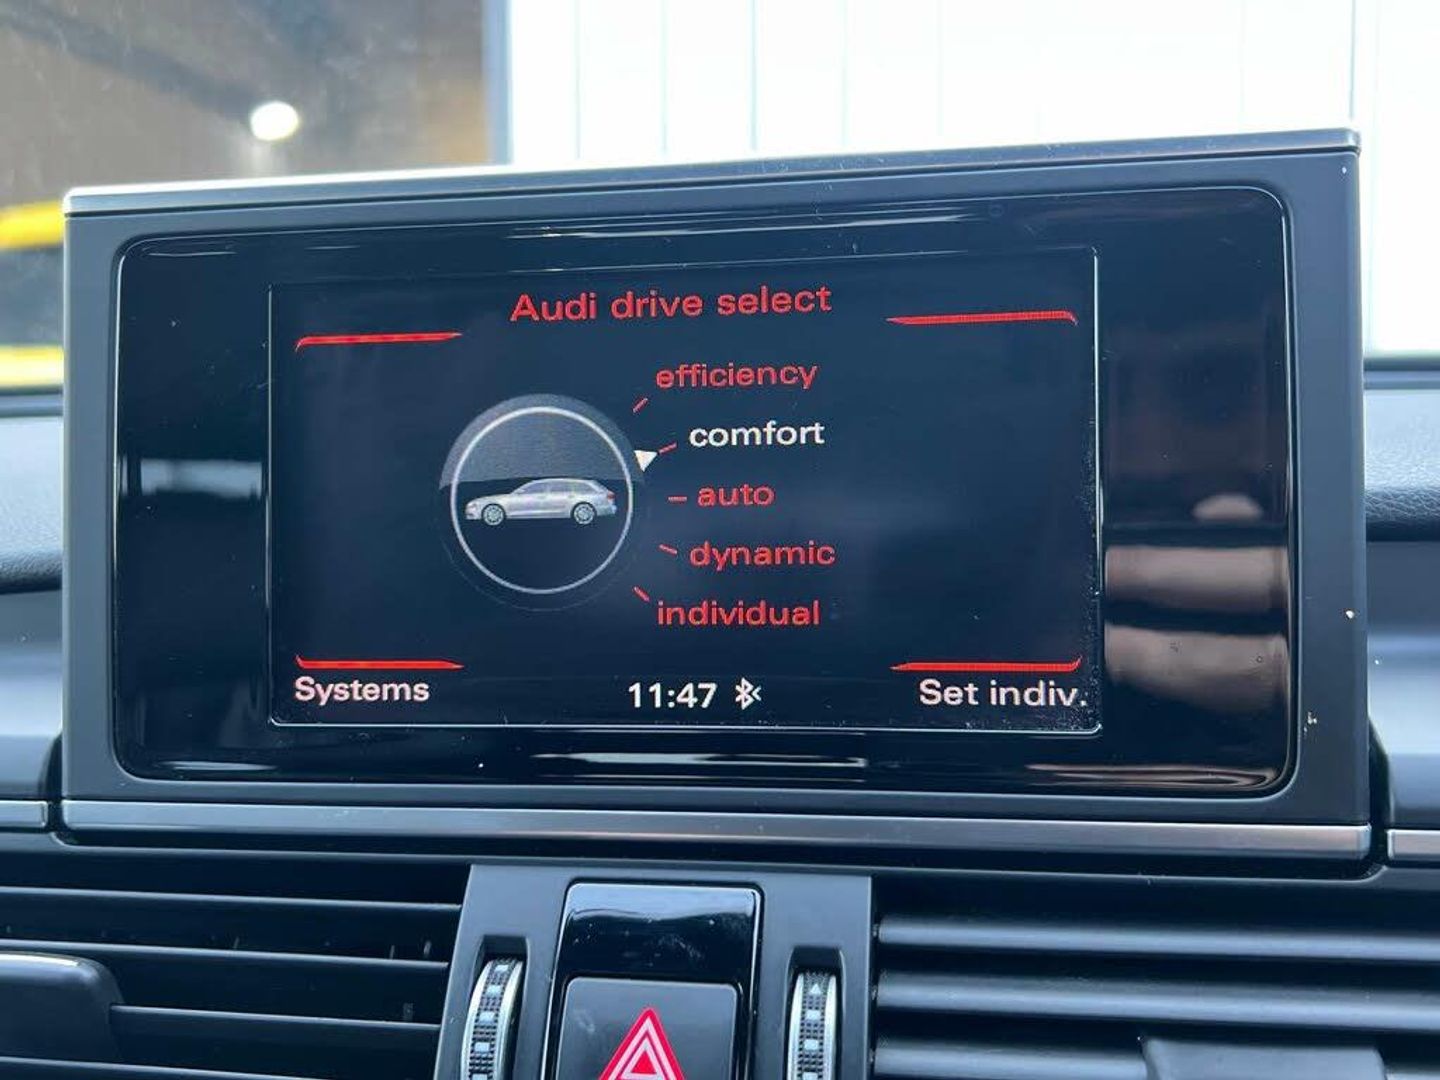 Audi drive select
efficiency
comfort
auto
dynamic
individual
Systems
11:47
Set indiv.